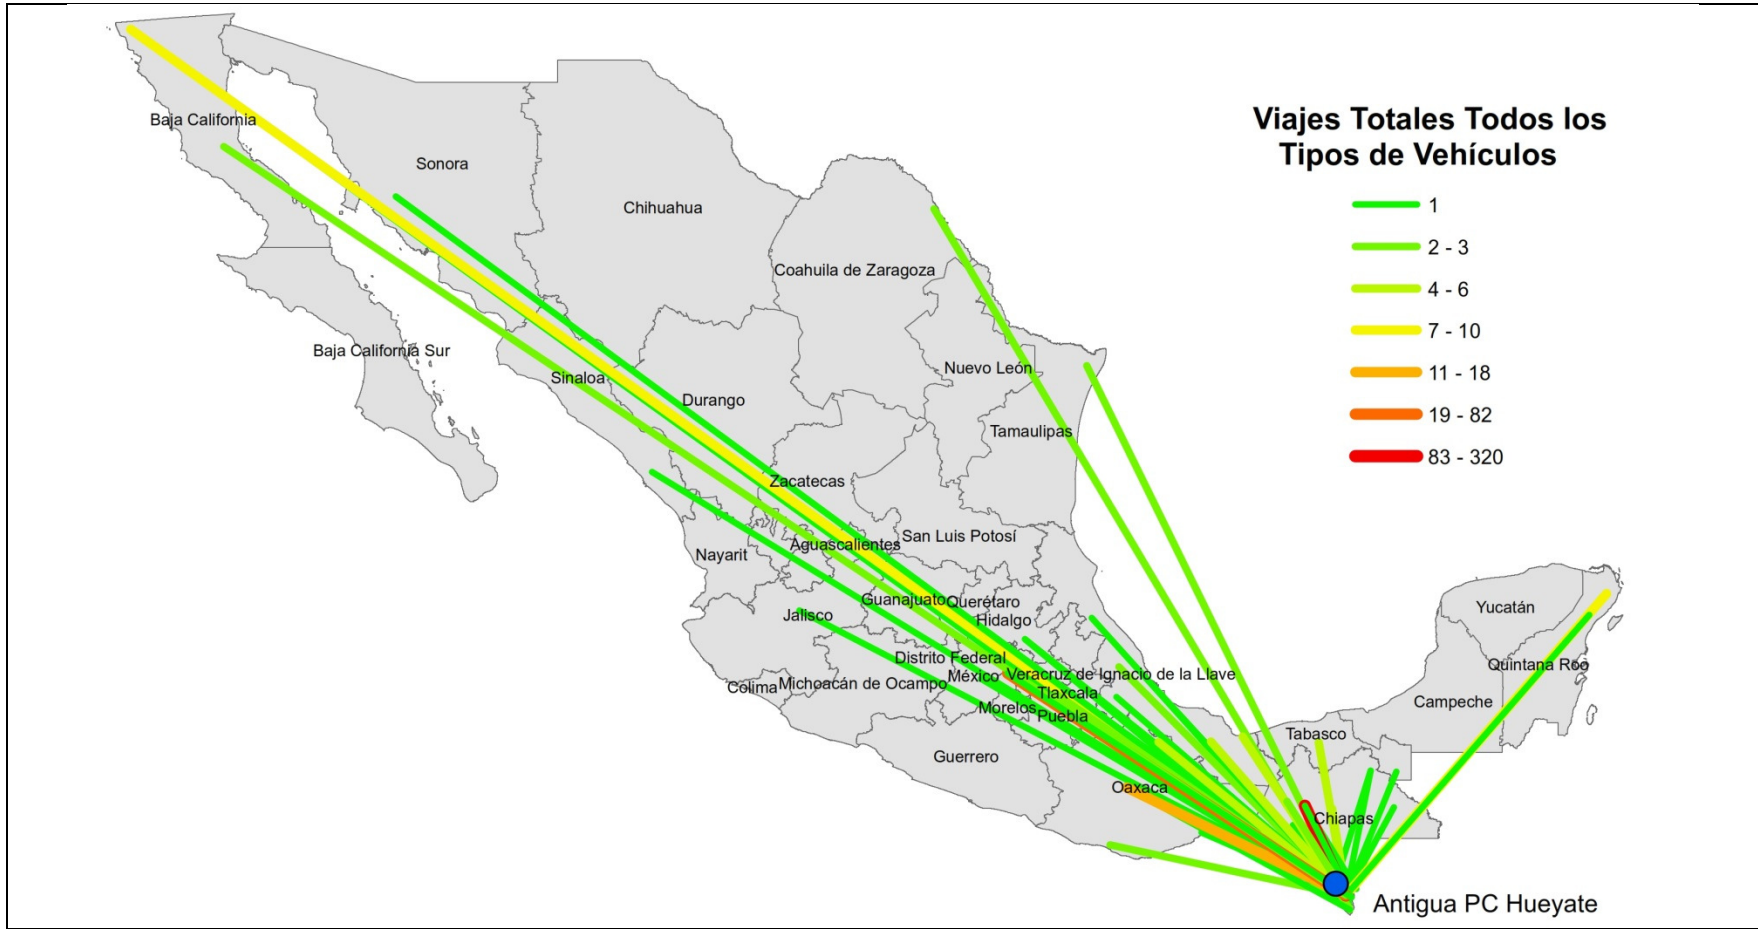 Viajes Totales Todos los
Tipos de Vehículos
1
2 - 3
4 - 6
7 - 10
11 - 18
19 - 82
83 - 320
Baja California
Sonora
Chihuahua
Coahuila de Zaragoza
Baja California Sur
Sinaloa
Durango
Nuevo León
Tamaulipas
Zacatecas
San Luis Potosí
Aguascalientes
Nayarit
Guanajuato
Querétaro
Hidalgo
Jalisco
Yucatán
Distrito Federal
Quintana Roo
México
Veracruz de Ignacio de la Llave
Colima
Michoacán de Ocampo
Tlaxcala
Campeche
Morelos
Puebla
Tabasco
Guerrero
Oaxaca
Chiapas
Antigua PC Hueyate